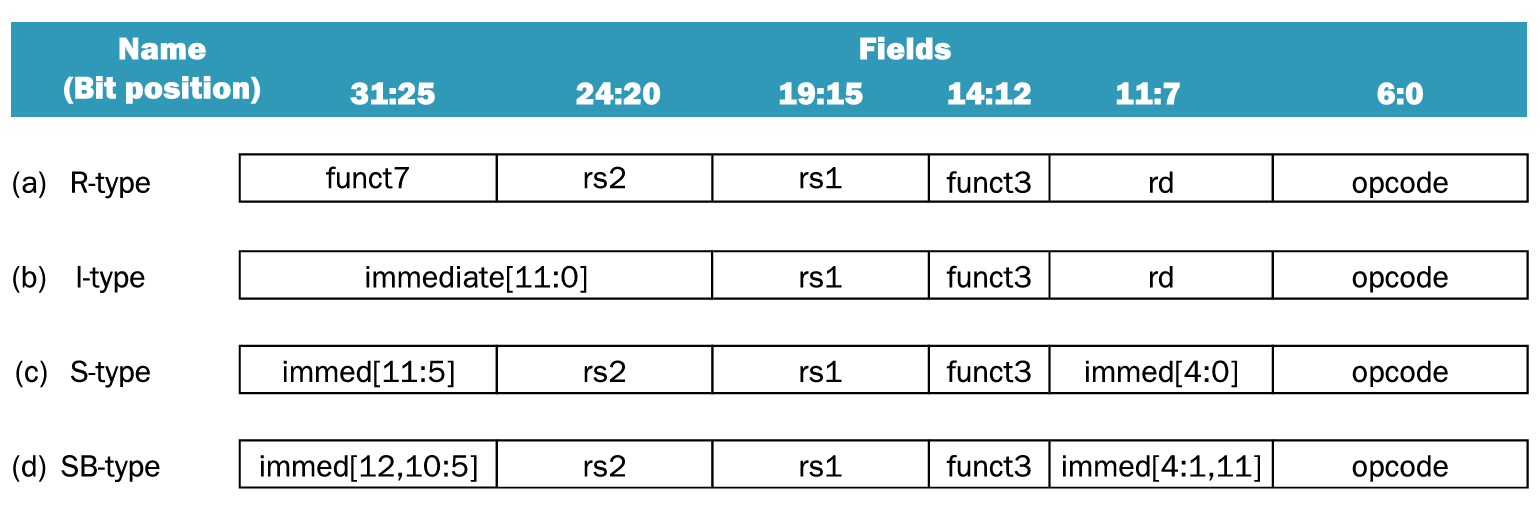 Name Fields
(Bit position) 31:25 24:20 19:15 14:12 11:7 6:0
(a) R-type funct7 rs2 rs1 funct3 rd opcode
(b) I-type immediate[11:0] rs1 funct3 rd opcode
(c) S-type immed[11:5] rs2 rs1 funct3 immed[4:0] opcode
(d) SB-type immed[12,10:5] rs2 rs1 funct3 immed[4:1,11] opcode